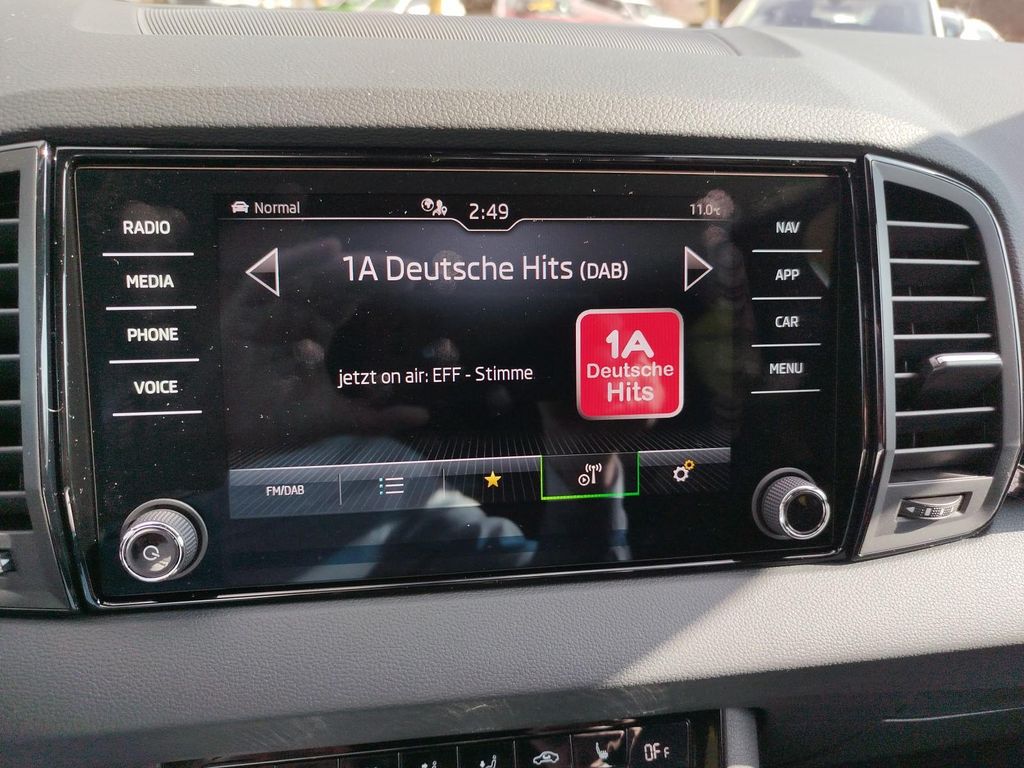 Normal
2:49
11.0°C
RADIO
MEDIA
PHONE
VOICE
1A Deutsche Hits (DAB)
jetzt on air: EFF - Stimme
1A
Deutsche
Hits
FM/DAB
NAV
APP
CAR
MENU
OFF